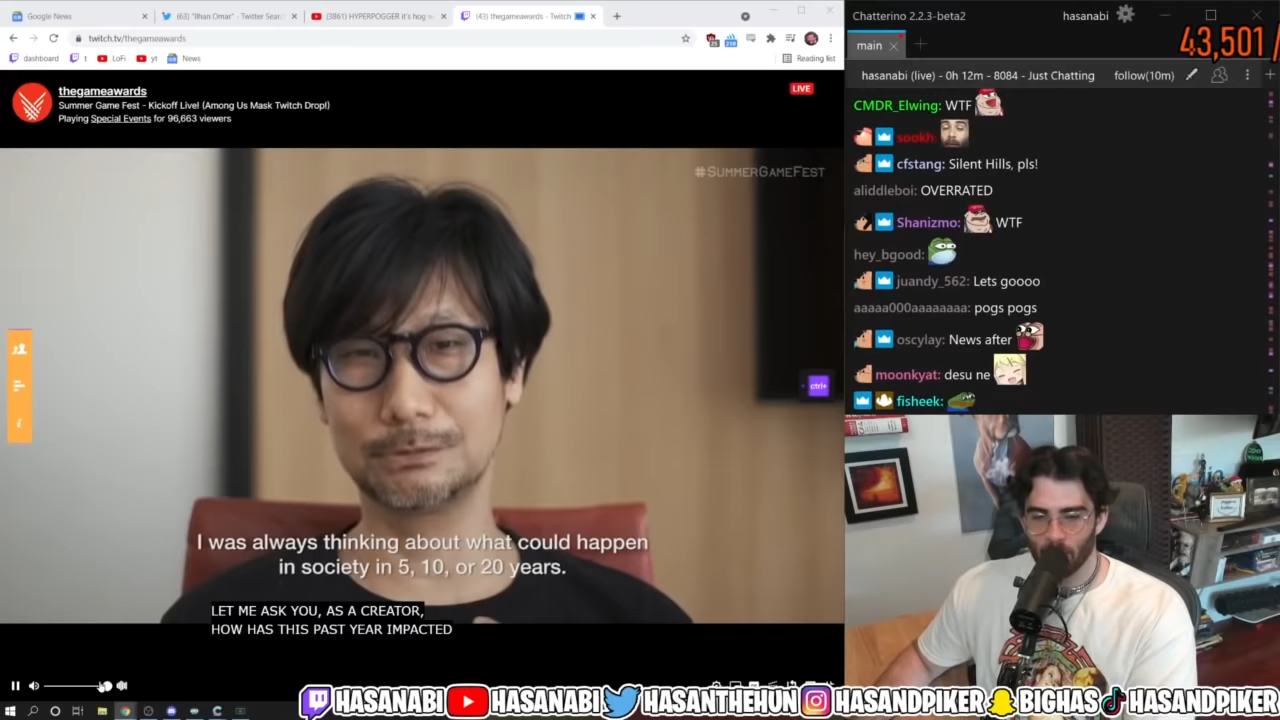 Google News
(63) "Ilhan Omar" - Twitter Searc
(3861) HYPERPOGGER it's hog w
(43) thegameawards - Twitch
twitch.tv/thegameawards
dashboard
t
LoFi
yt
News
Reading list
thegameawards
Summer Game Fest - Kickoff Live! (Among Us Mask Twitch Drop!)
Playing Special Events for 96,663 viewers
LIVE
#SUMMERGAMEFEST
ctrl+
I was always thinking about what could happen
in society in 5, 10, or 20 years.
LET ME ASK YOU, AS A CREATOR,
HOW HAS THIS PAST YEAR IMPACTED
Chatterino 2.2.3-beta2
hasanabi
main
43,501 /
hasanabi (live) - 0h 12m - 8084 - Just Chatting
follow(10m)
CMDR_Elwing: WTF
sookh
cfstang: Silent Hills, pls!
aliddleboi: OVERRATED
Shanizmo: WTF
hey_bgood:
juandy_562: Lets goooo
aaaaa000aaaaaaaa: pogs pogs
oscylay: News after
moonkyat: desu ne
fisheek:
HASANABI HASANABI HASANTHEHUN HASANDPIKER BIGHAS HASANDPIKER